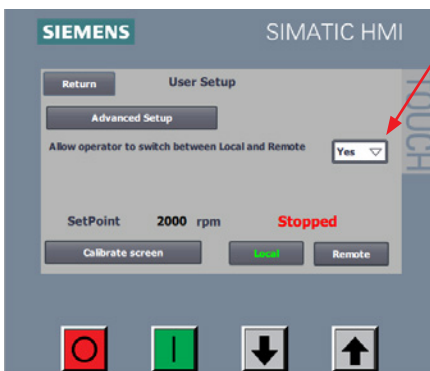 SIEMENS SIMATIC HMI
TOUCH
Return User Setup
Advanced Setup
Allow operator to switch between Local and Remote Yes
SetPoint 2000 rpm Stopped
Calibrate screen Local Remote